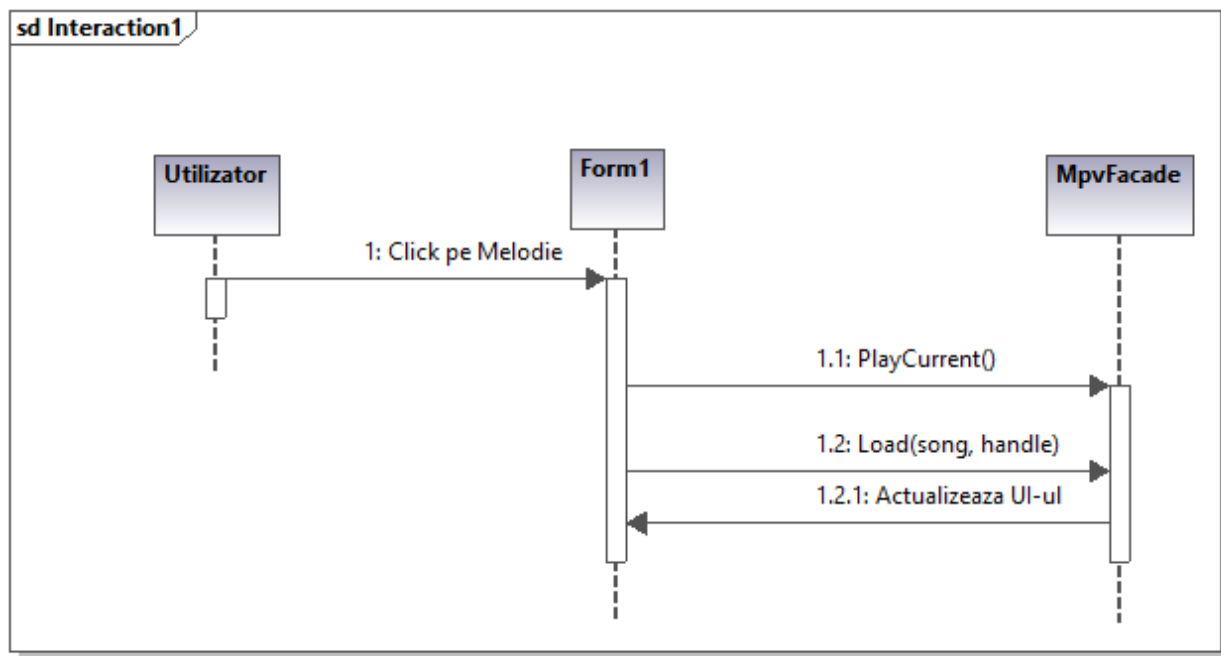 sd Interaction1
Utilizator
Form1
MpvFacade
1: Click pe Melodie
1.1: PlayCurrent()
1.2: Load(song, handle)
1.2.1: Actualizeaza UI-ul